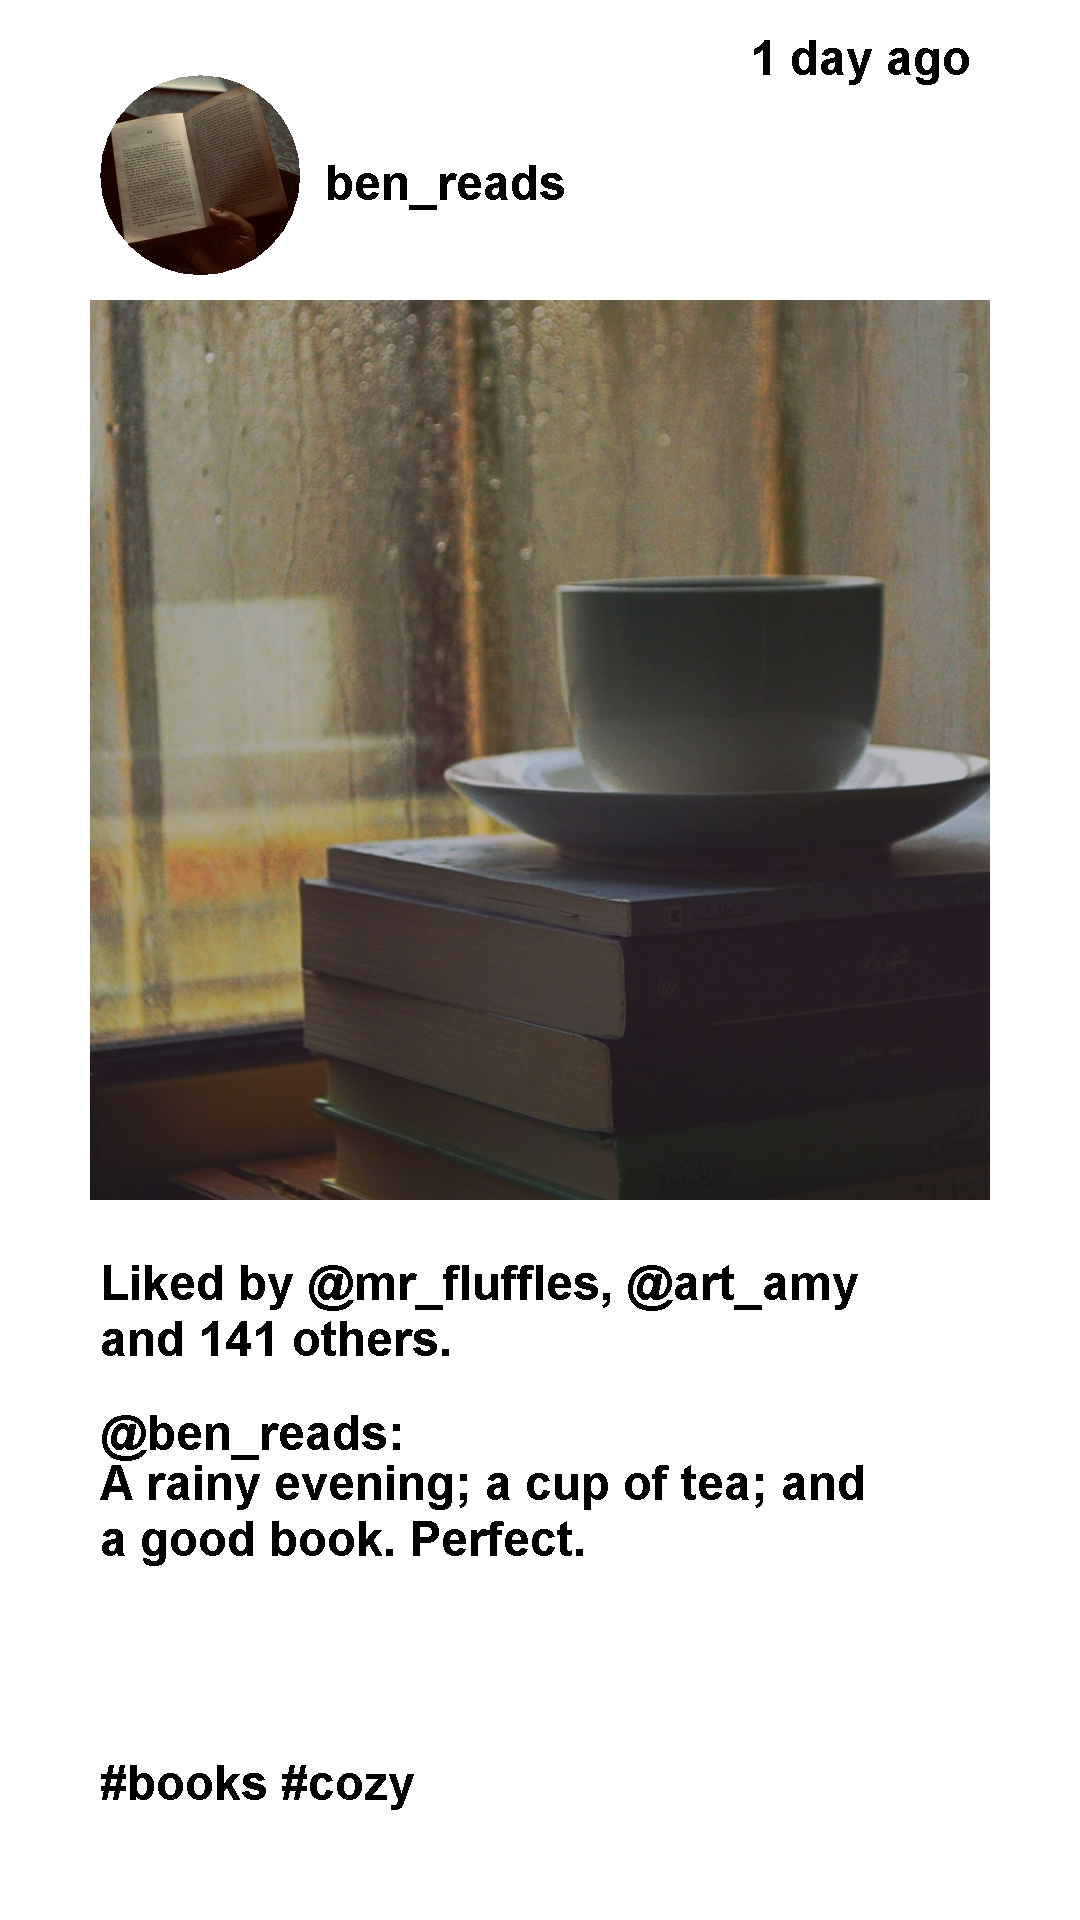 1 day ago
ben_reads
شهرزاد
Liked by @mr_fluffles, @art_amy
and 141 others.
@ben_reads:
A rainy evening; a cup of tea; and
a good book. Perfect.
#books #cozy